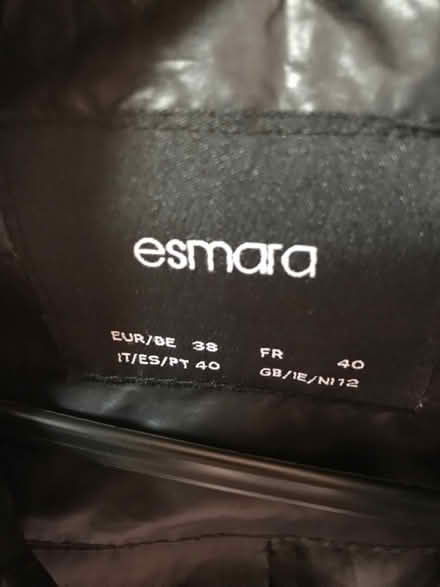 esmara
EUR/BE 38 FR 40
IT/ES/PT 40 GB/IE/NI 12